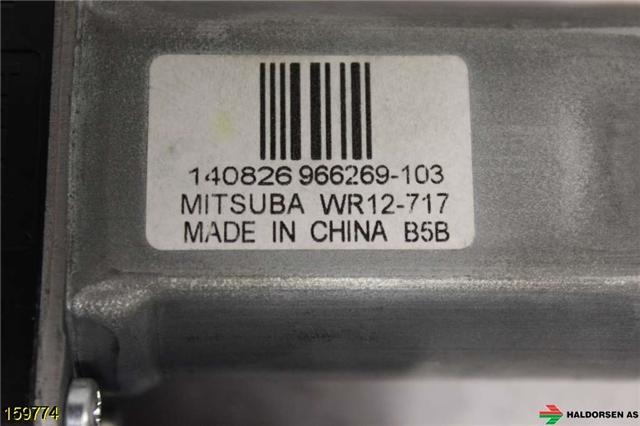 140826 966269-103
MITSUBA WR12-717
MADE IN CHINA B5B
159774
HALDORSEN AS